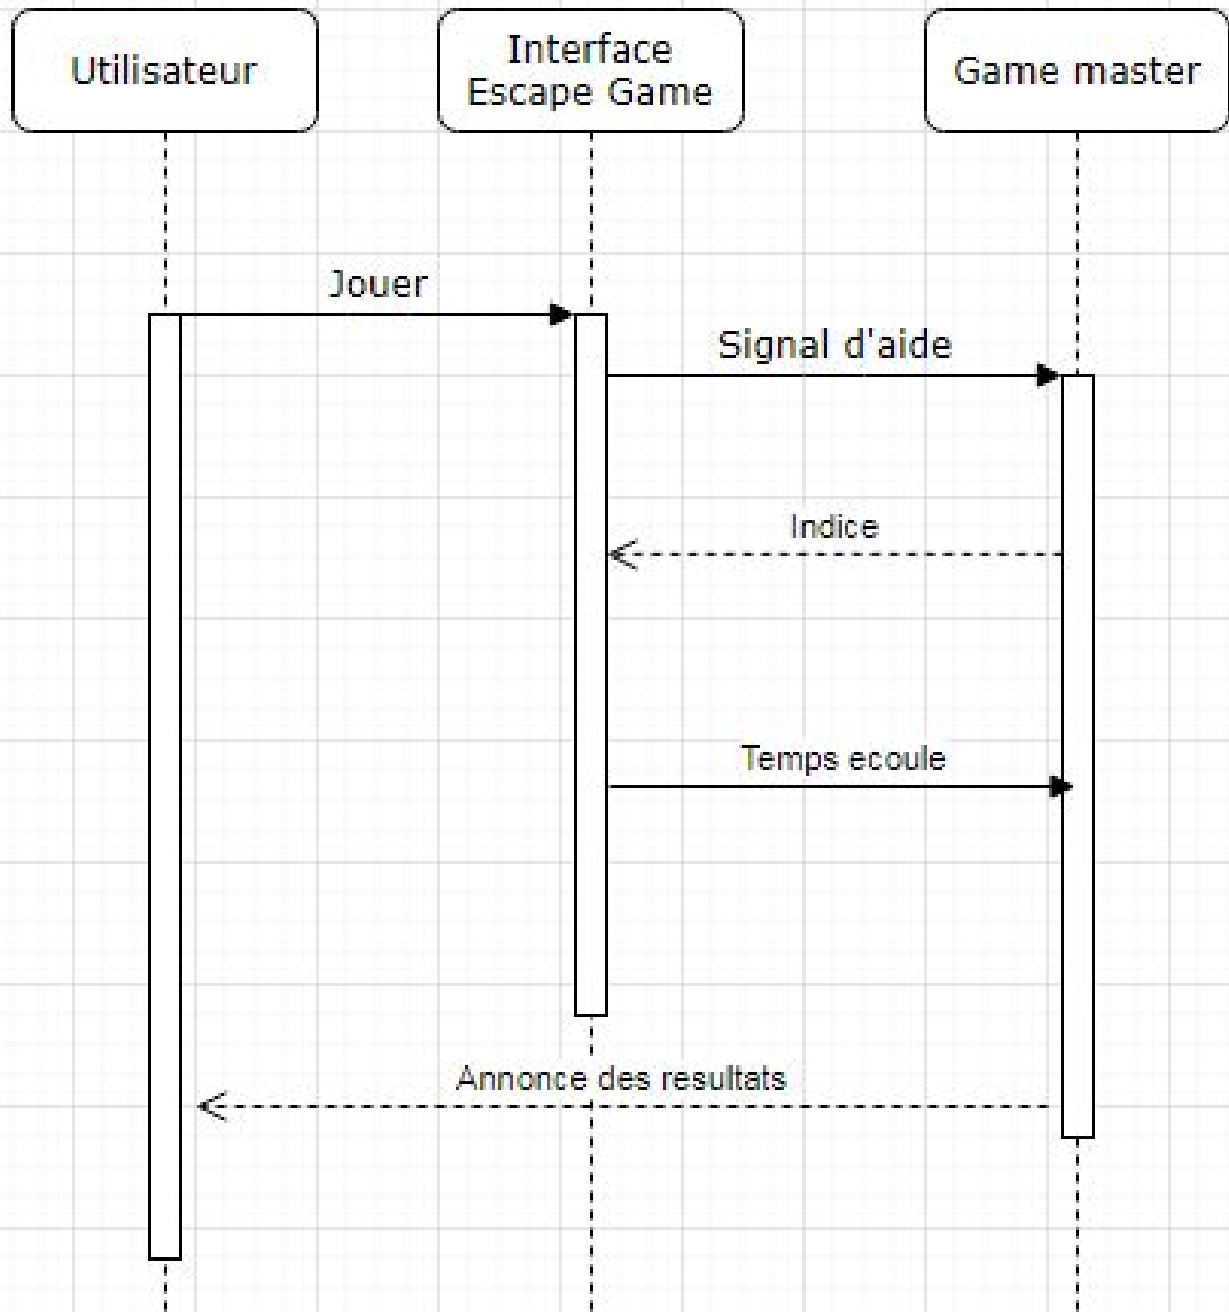 Utilisateur
Interface
Escape Game
Game master
Jouer
Signal d'aide
Indice
Temps ecoule
Annonce des resultats